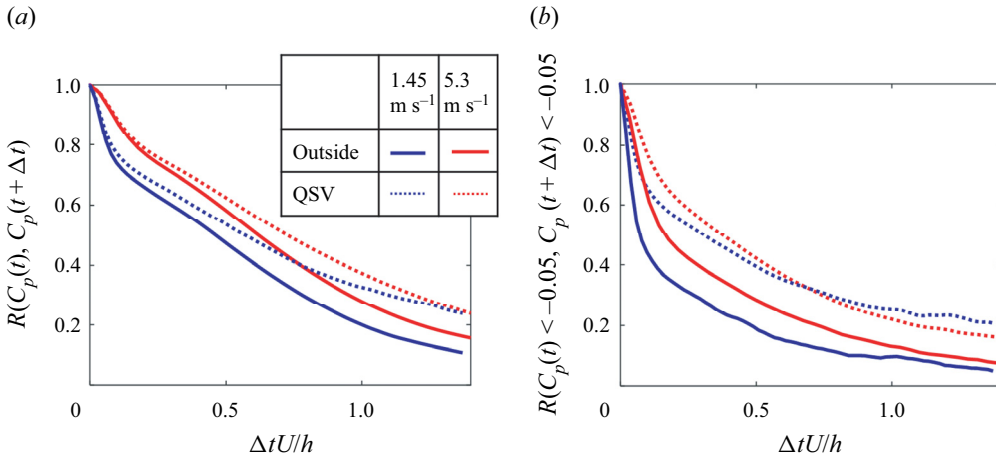 (a)
1.45 m s⁻¹
5.3 m s⁻¹
Outside
QSV
R(Cₚ(t), Cₚ(t + Δt)
1.0
0.8
0.6
0.4
0.2
0
0.5
1.0
ΔtU/h
(b)
R(Cₚ(t) < −0.05, Cₚ (t + Δt) < −0.05
1.0
0.8
0.6
0.4
0.2
0
0.5
1.0
ΔtU/h